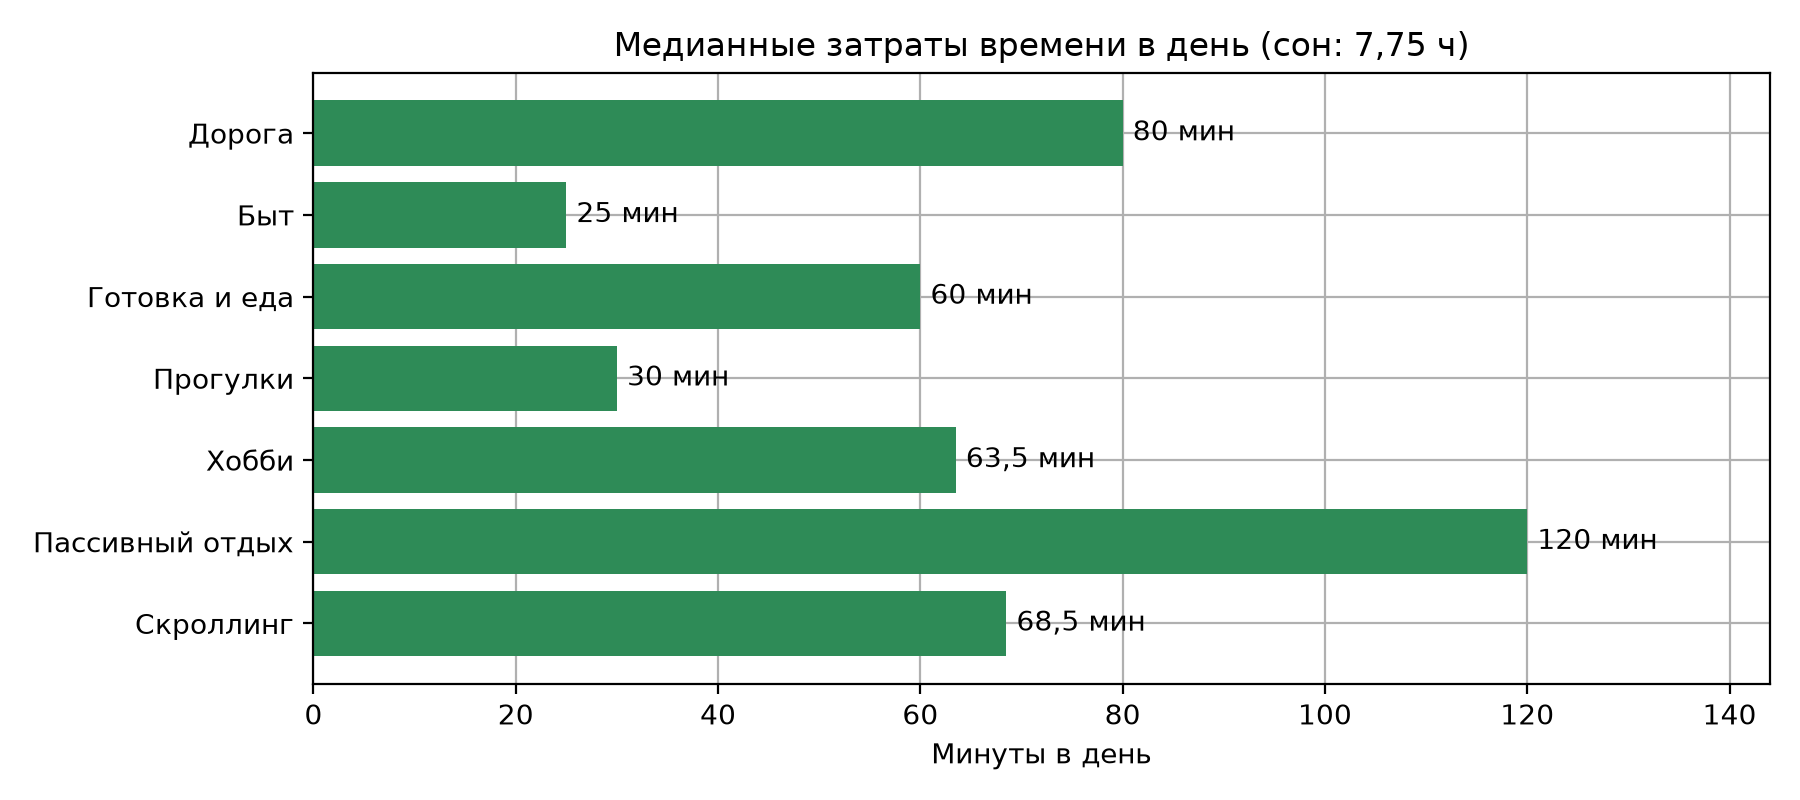 Медианные затраты времени в день (сон: 7,75 ч)
Дорога 80 мин
Быт 25 мин
Готовка и еда 60 мин
Прогулки 30 мин
Хобби 63,5 мин
Пассивный отдых 120 мин
Скроллинг 68,5 мин
0 20 40 60 80 100 120 140
Минуты в день